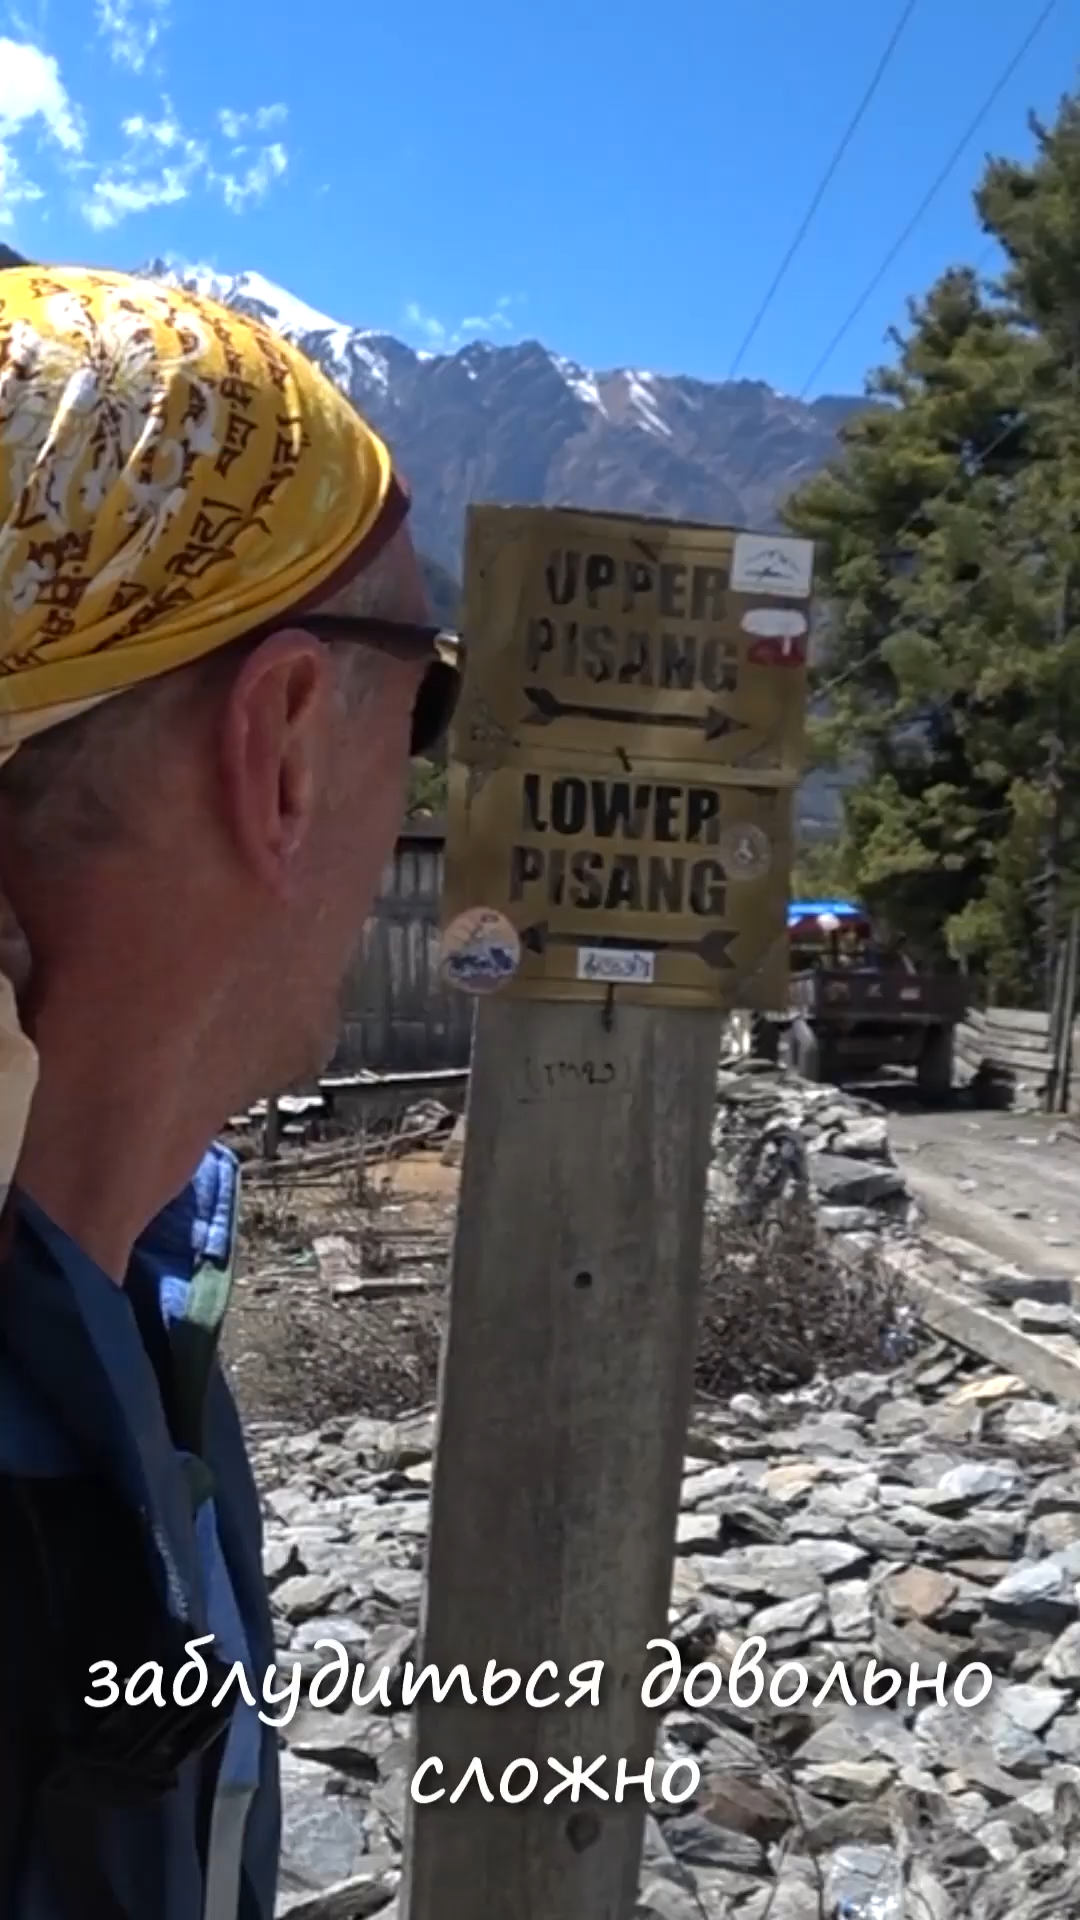 UPPER
PISANG
LOWER
PISANG
заблудиться довольно
сложно